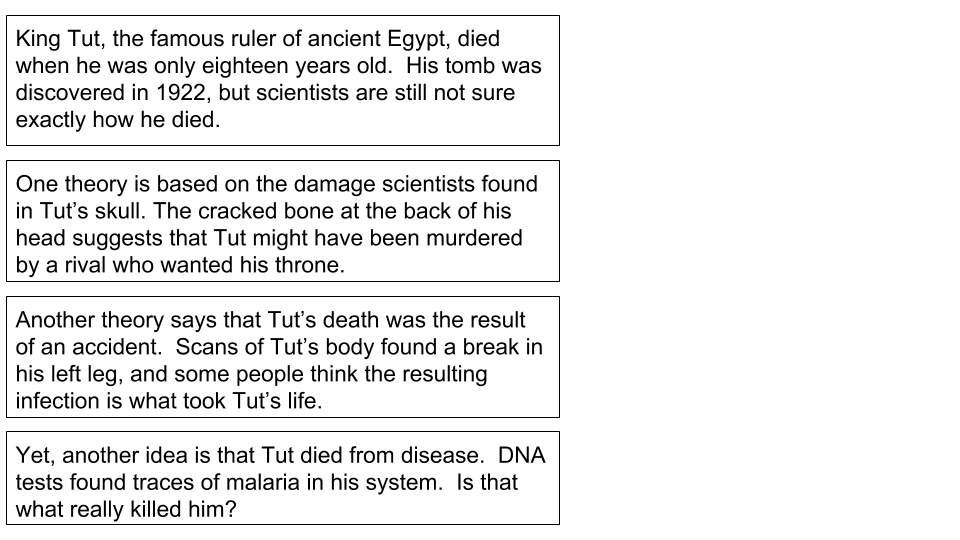 King Tut, the famous ruler of ancient Egypt, died
when he was only eighteen years old.  His tomb was
discovered in 1922, but scientists are still not sure
exactly how he died.
One theory is based on the damage scientists found
in Tut’s skull. The cracked bone at the back of his
head suggests that Tut might have been murdered
by a rival who wanted his throne.
Another theory says that Tut’s death was the result
of an accident.  Scans of Tut’s body found a break in
his left leg, and some people think the resulting
infection is what took Tut’s life.
Yet, another idea is that Tut died from disease.  DNA
tests found traces of malaria in his system.  Is that
what really killed him?